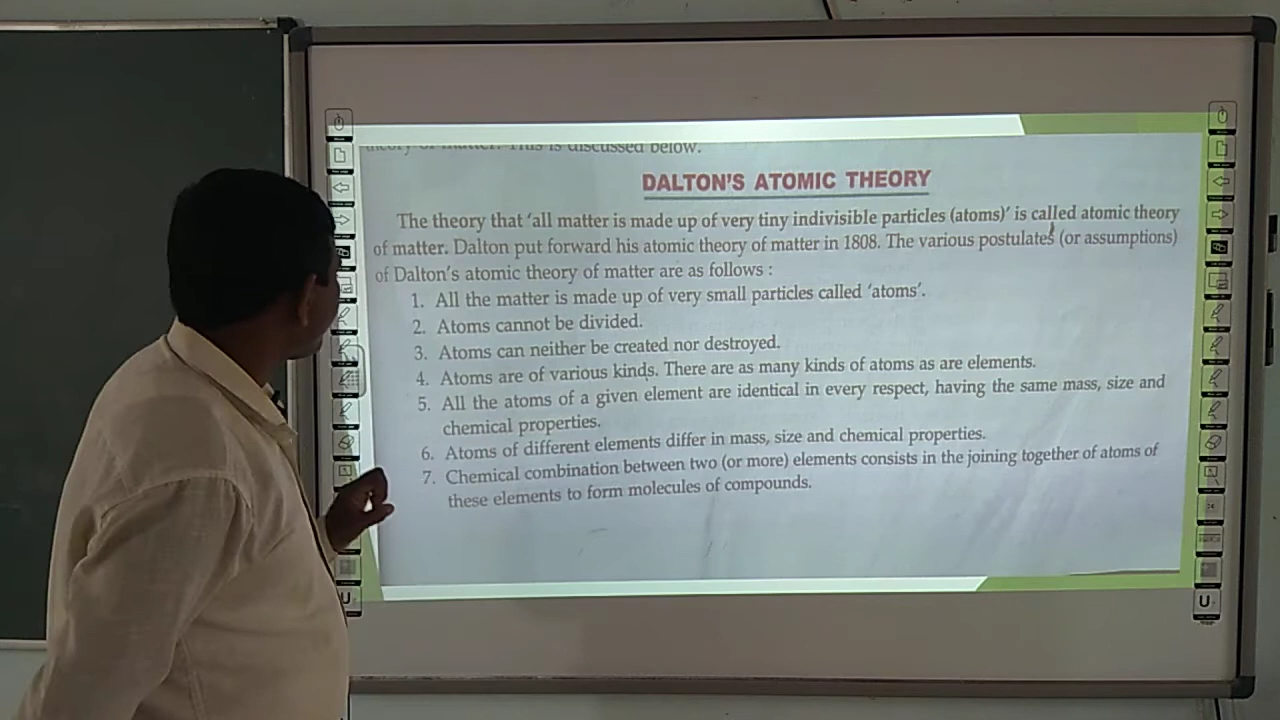 theory of matter. This is discussed below.
DALTON'S ATOMIC THEORY
The theory that 'all matter is made up of very tiny indivisible particles (atoms)' is called atomic theory
of matter. Dalton put forward his atomic theory of matter in 1808. The various postulates (or assumptions)
of Dalton's atomic theory of matter are as follows :
1. All the matter is made up of very small particles called 'atoms'.
2. Atoms cannot be divided.
3. Atoms can neither be created nor destroyed.
4. Atoms are of various kinds. There are as many kinds of atoms as are elements.
5. All the atoms of a given element are identical in every respect, having the same mass, size and
chemical properties.
6. Atoms of different elements differ in mass, size and chemical properties.
7. Chemical combination between two (or more) elements consists in the joining together of atoms of
these elements to form molecules of compounds.